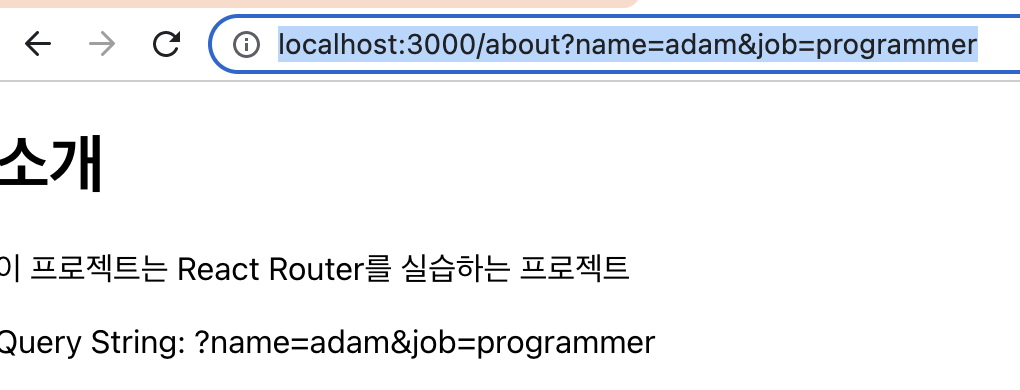 localhost:3000/about?name=adam&job=programmer
소개
이 프로젝트는 React Router를 실습하는 프로젝트
Query String: ?name=adam&job=programmer